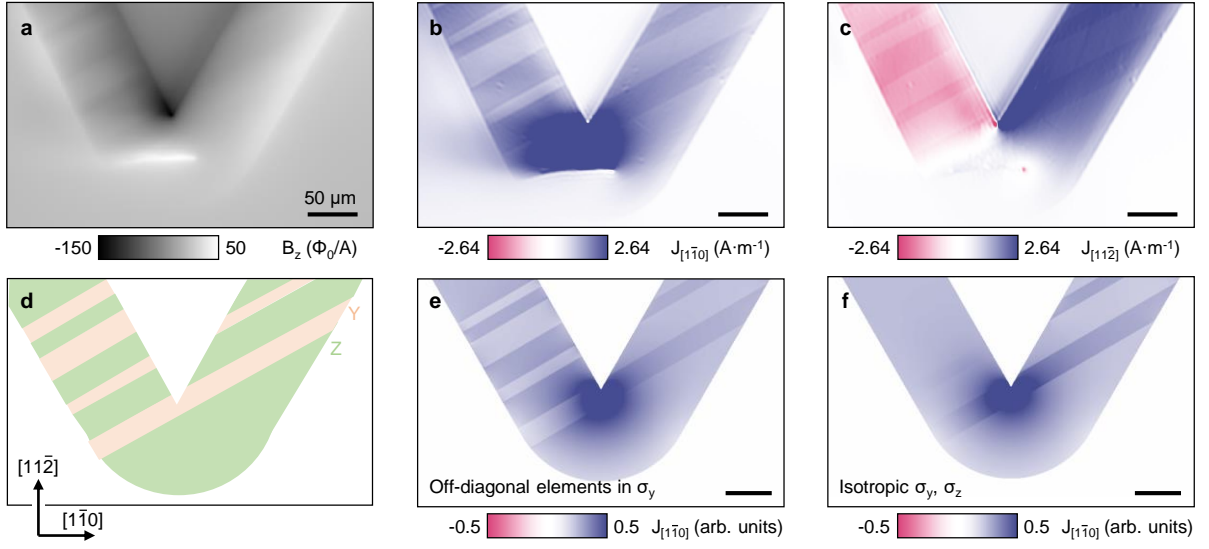 a
50 µm
-150 50 B_z (Φ₀/A)
b
-2.64 2.64 J_[11̄0] (A·m⁻¹)
c
-2.64 2.64 J_[112̄] (A·m⁻¹)
d
Y
Z
[112̄]
[11̄0]
e
Off-diagonal elements in σ_y
-0.5 0.5 J_[11̄0] (arb. units)
f
Isotropic σ_y, σ_z
-0.5 0.5 J_[11̄0] (arb. units)